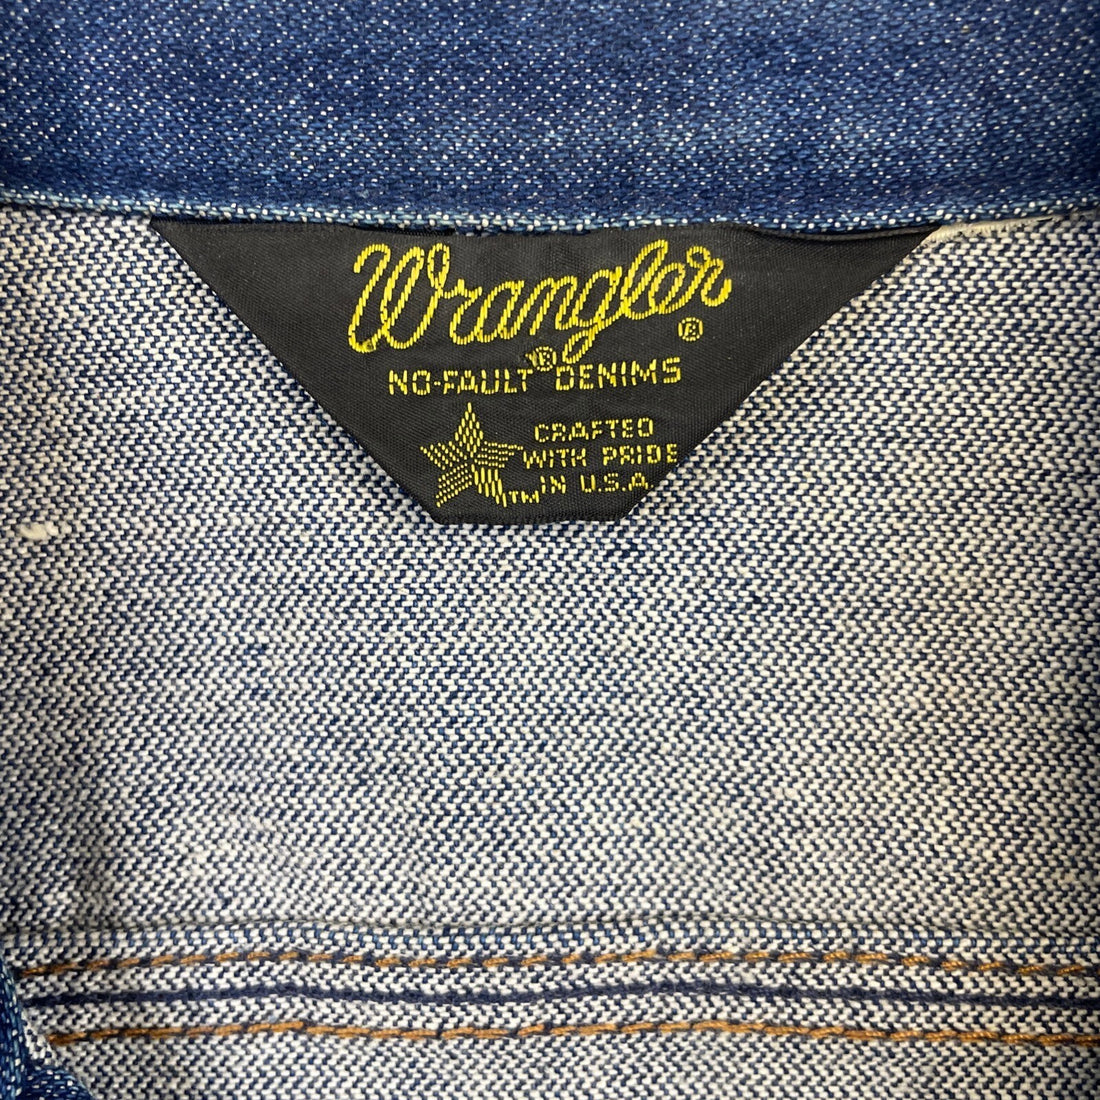 Wrangler®
NO-FAULT® DENIMS
CRAFTED
WITH PRIDE
™ IN U.S.A.